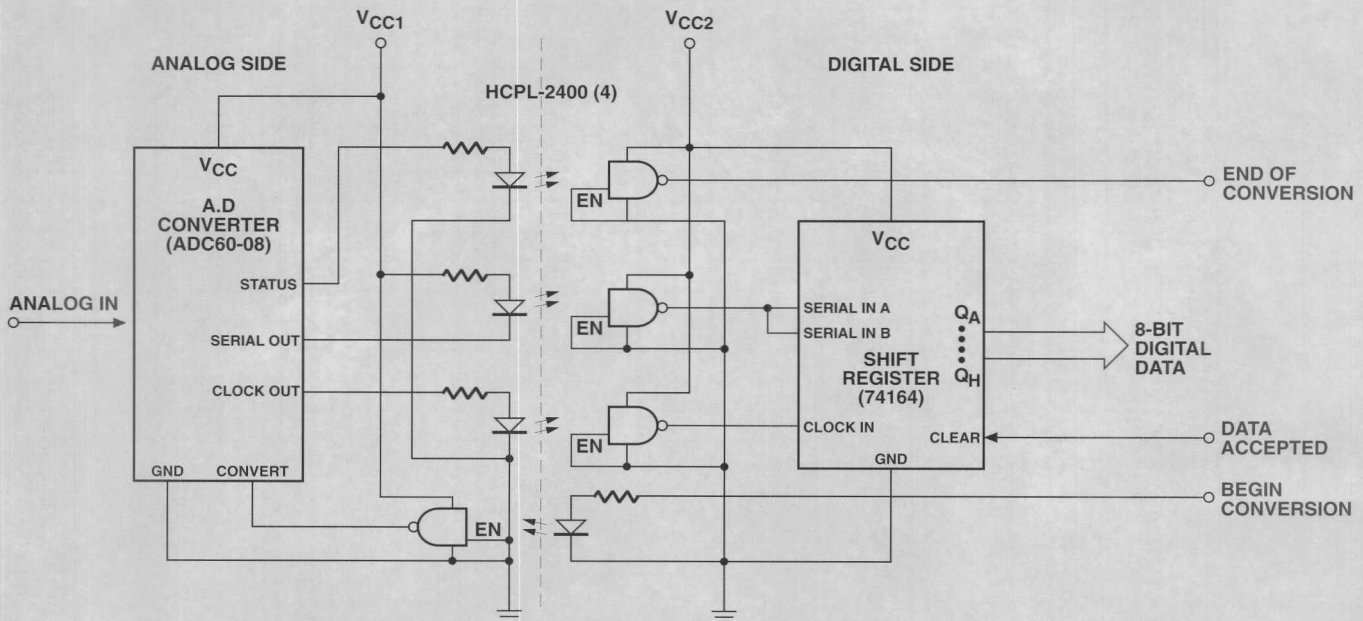 VCC1
VCC2
ANALOG SIDE
DIGITAL SIDE
HCPL-2400 (4)
VCC
A.D
CONVERTER
(ADC60-08)
STATUS
SERIAL OUT
CLOCK OUT
GND
CONVERT
ANALOG IN
EN
EN
EN
EN
VCC
SERIAL IN A
SERIAL IN B
SHIFT
REGISTER
(74164)
CLOCK IN
QA
QH
CLEAR
GND
END OF
CONVERSION
8-BIT
DIGITAL
DATA
DATA
ACCEPTED
BEGIN
CONVERSION